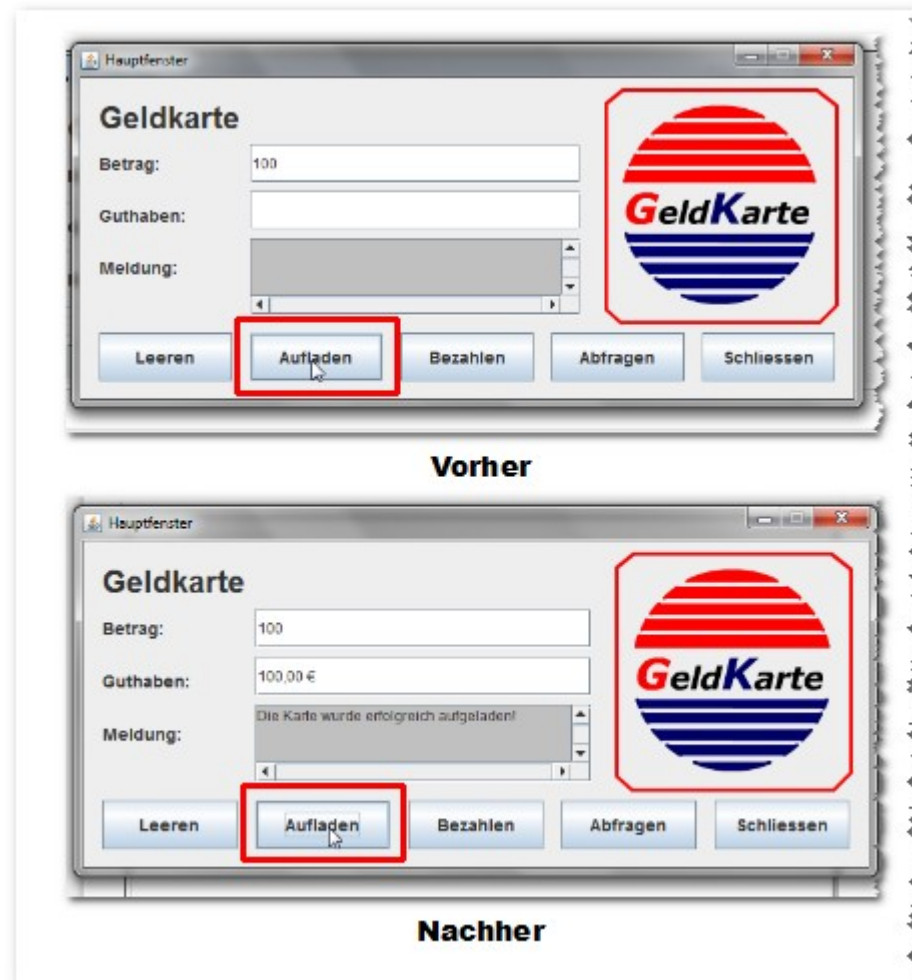 Hauptfenster
Geldkarte
Betrag:
100
GeldKarte
Guthaben:
Meldung:
Leeren
Aufladen
Bezahlen
Abfragen
Schliessen
Vorher
Hauptfenster
Geldkarte
Betrag:
100
GeldKarte
Guthaben:
100,00 €
Meldung:
Die Karte wurde erfolgreich aufgeladen!
Leeren
Aufladen
Bezahlen
Abfragen
Schliessen
Nachher